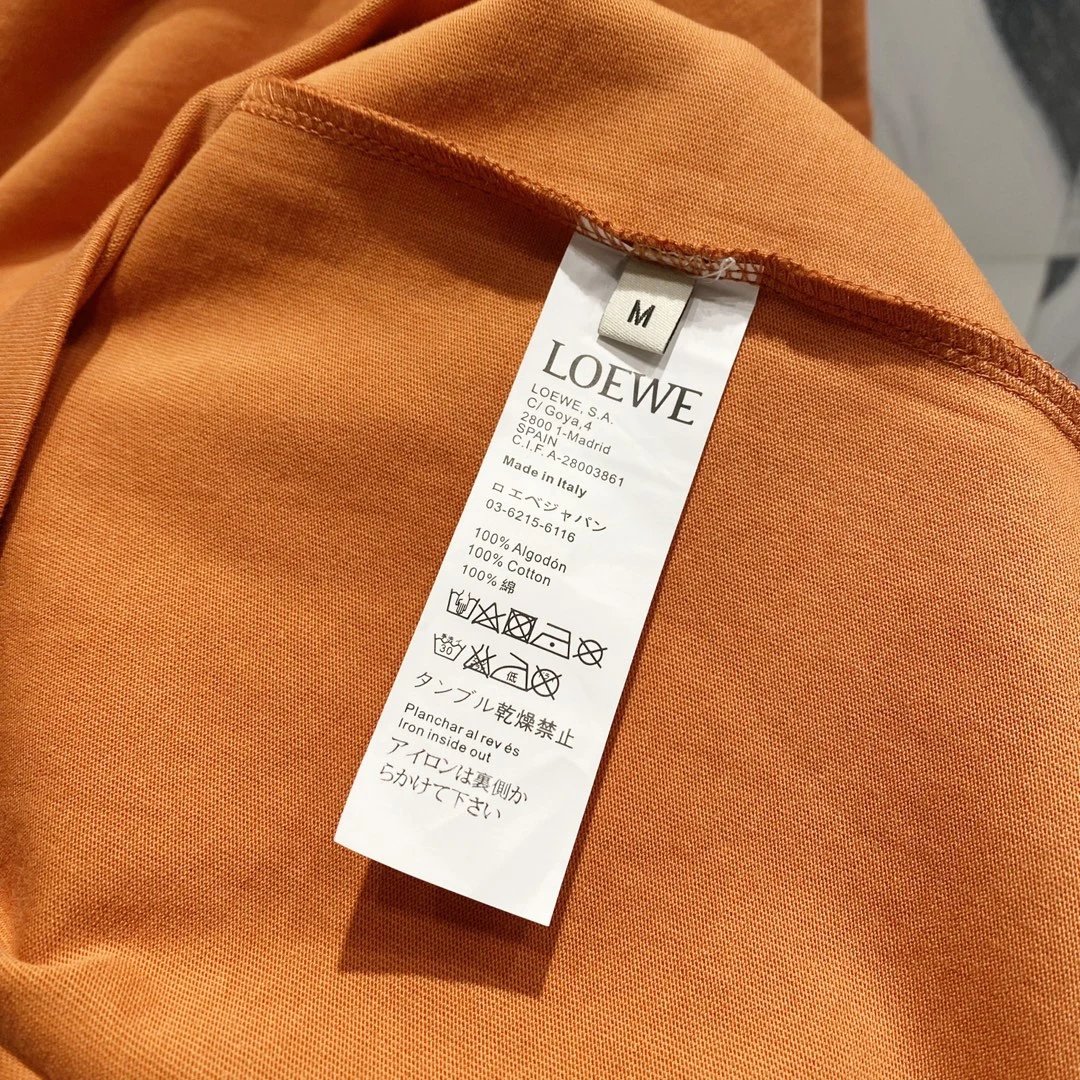 M
LOEWE
LOEWE, S.A.
C/ Goya,4
2800 1-Madrid
SPAIN
C.I.F. A-28003861
Made in Italy
ロエベジャパン
03-6215-6116
100% Algodón
100% Cotton
100% 綿
30
低
タンブル乾燥禁止
Planchar al rev és
Iron inside out
アイロンは裏側か
らかけて下さい